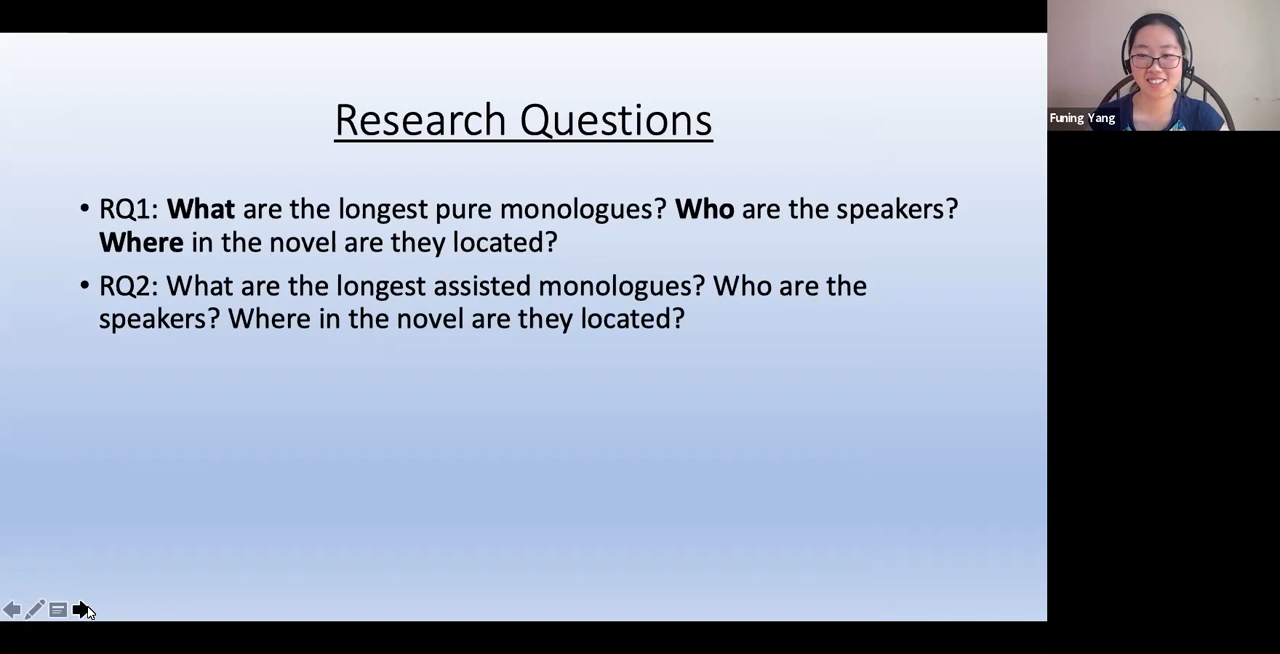 Research Questions
• RQ1: What are the longest pure monologues? Who are the speakers?
Where in the novel are they located?
• RQ2: What are the longest assisted monologues? Who are the
speakers? Where in the novel are they located?
Funing Yang